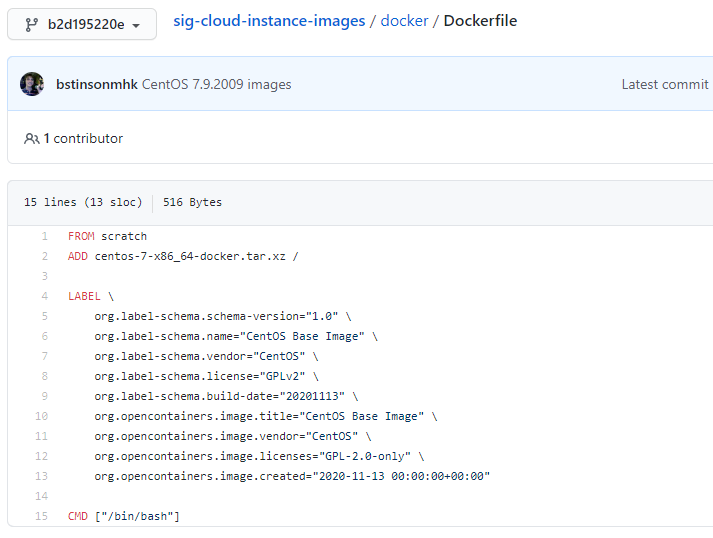 b2d195220e
sig-cloud-instance-images / docker / Dockerfile
bstinsonmhk CentOS 7.9.2009 images Latest commit
1 contributor
15 lines (13 sloc) 516 Bytes
1 FROM scratch
2 ADD centos-7-x86_64-docker.tar.xz /
3
4 LABEL \
5 org.label-schema.schema-version="1.0" \
6 org.label-schema.name="CentOS Base Image" \
7 org.label-schema.vendor="CentOS" \
8 org.label-schema.license="GPLv2" \
9 org.label-schema.build-date="20201113" \
10 org.opencontainers.image.title="CentOS Base Image" \
11 org.opencontainers.image.vendor="CentOS" \
12 org.opencontainers.image.licenses="GPL-2.0-only" \
13 org.opencontainers.image.created="2020-11-13 00:00:00+00:00"
14
15 CMD ["/bin/bash"]